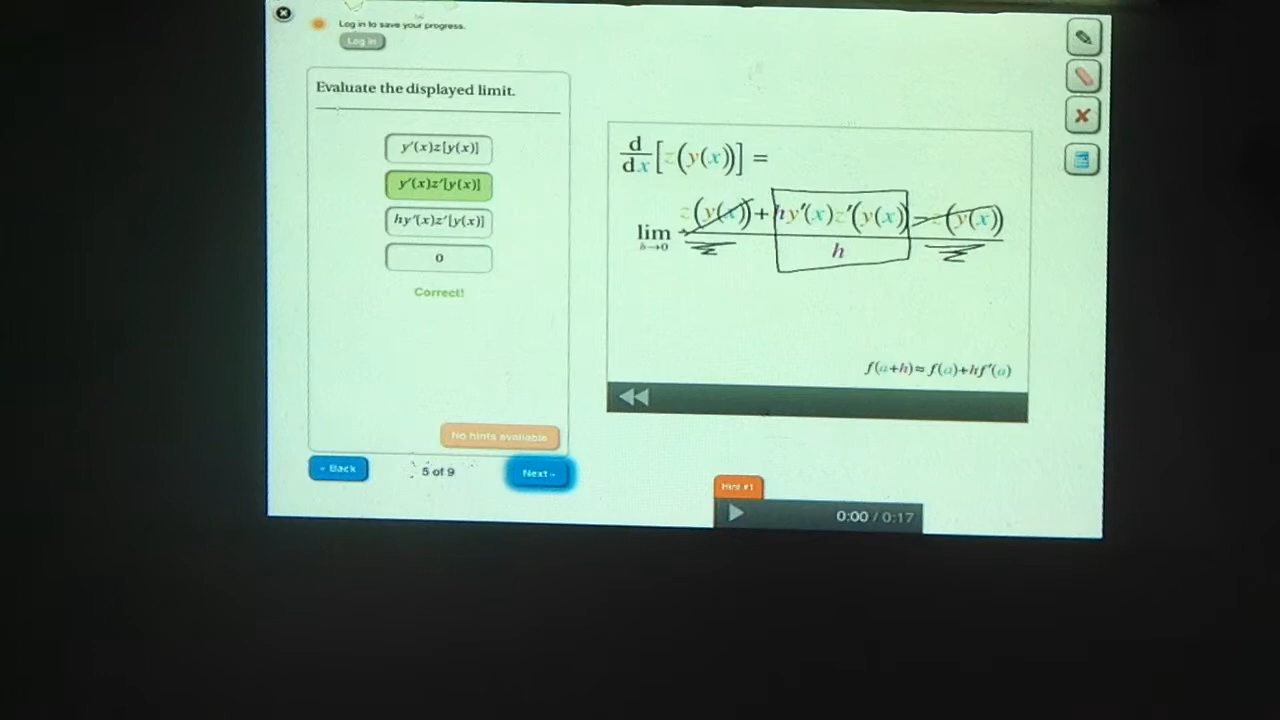 Log in to save your progress.
Log in
Evaluate the displayed limit.
y'(x)z[y(x)]
y'(x)z'[y(x)]
hy'(x)z'[y(x)]
0
Correct!
No hints available
Back
5 of 9
Next
d/dx[z(y(x))] =
lim h→0 z(y(x))+hy'(x)z'(y(x))-z(y(x))
h
f(a+h)≈f(a)+hf'(a)
Hint #1
0:00 / 0:17